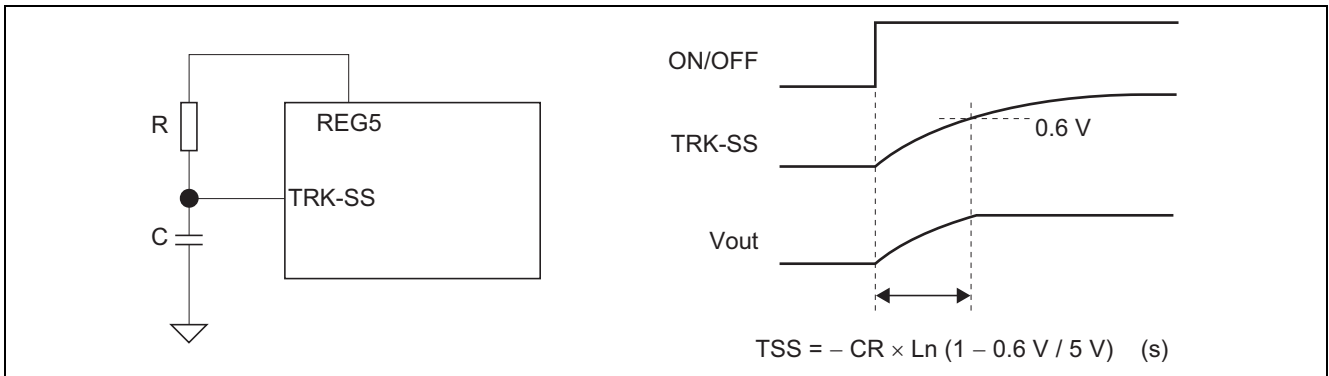 R
REG5
TRK-SS
C
ON/OFF
TRK-SS
0.6 V
Vout
TSS = – CR × Ln (1 – 0.6 V / 5 V) (s)